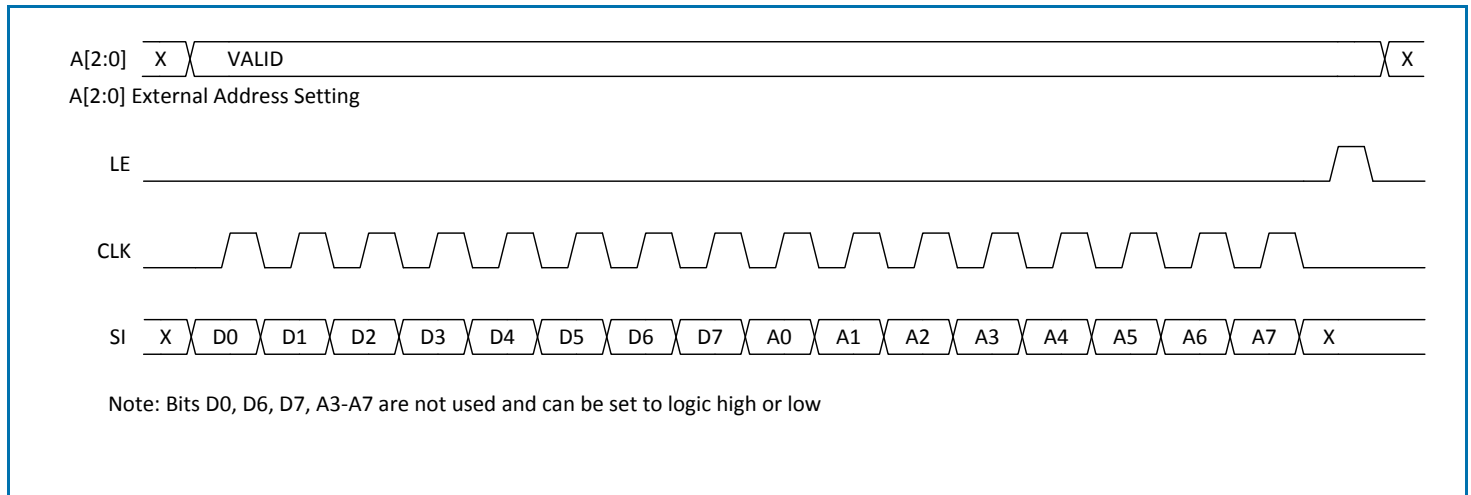 A[2:0] X VALID X
A[2:0] External Address Setting
LE
CLK
SI X D0 D1 D2 D3 D4 D5 D6 D7 A0 A1 A2 A3 A4 A5 A6 A7 X
Note: Bits D0, D6, D7, A3-A7 are not used and can be set to logic high or low